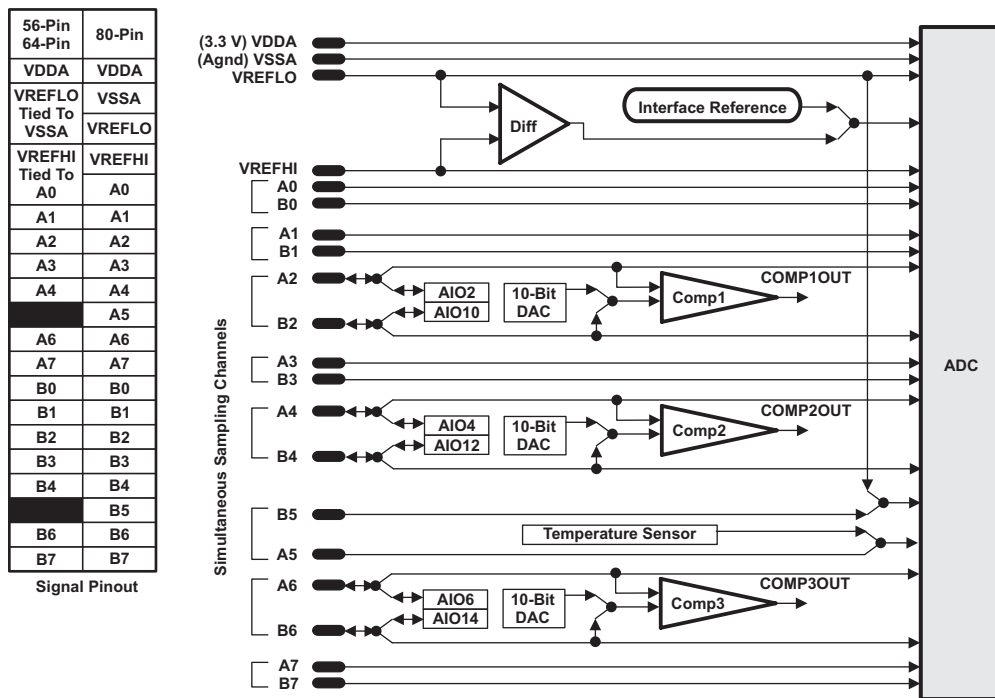 56-Pin
64-Pin
80-Pin
VDDA
VDDA
VREFLO
Tied To
VSSA
VSSA
VREFLO
VREFHI
Tied To
A0
VREFHI
A0
A1
A1
A2
A2
A3
A3
A4
A4
A5
A6
A6
A7
A7
B0
B0
B1
B1
B2
B2
B3
B3
B4
B4
B5
B6
B6
B7
B7
Signal Pinout
(3.3 V) VDDA
(Agnd) VSSA
VREFLO
Interface Reference
Diff
VREFHI
A0
B0
A1
B1
A2
AIO2
AIO10
10-Bit
DAC
Comp1
COMP1OUT
B2
A3
B3
A4
AIO4
AIO12
10-Bit
DAC
Comp2
COMP2OUT
B4
B5
Temperature Sensor
A5
A6
AIO6
AIO14
10-Bit
DAC
Comp3
COMP3OUT
B6
A7
B7
Simultaneous Sampling Channels
ADC